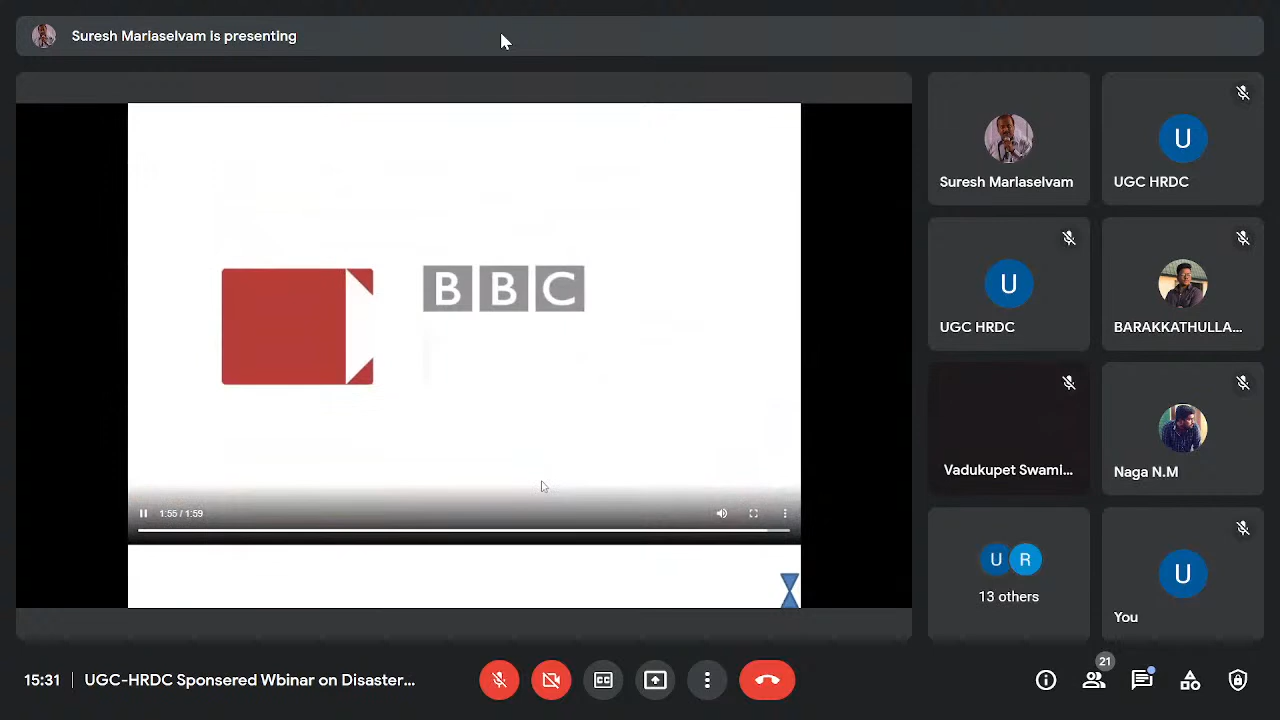 Suresh Mariaselvam is presenting
BBC
1:55 / 1:59
Suresh Mariaselvam
U
UGC HRDC
U
UGC HRDC
BARAKKATHULLA...
Vadukupet Swami...
Naga N.M
U R
13 others
U
You
15:31 | UGC-HRDC Sponsered Wbinar on Disaster...
CC
21